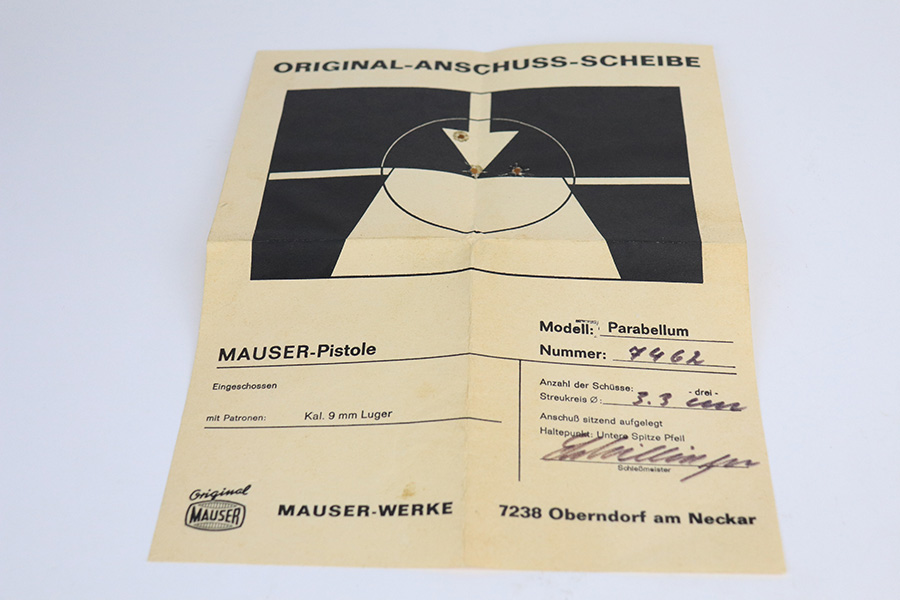 ORIGINAL-ANSCHUSS-SCHEIBE
MAUSER-Pistole
Eingeschossen
mit Patronen: Kal. 9 mm Luger
Modell: Parabellum
Nummer: 7462
Anzahl der Schüsse: - drei -
Streukreis Ø: 3.3 cm
Anschuß sitzend aufgelegt
Haltepunkt: Untere Spitze Pfeil
Schießmeister
Original
MAUSER
MAUSER-WERKE 7238 Oberndorf am Neckar